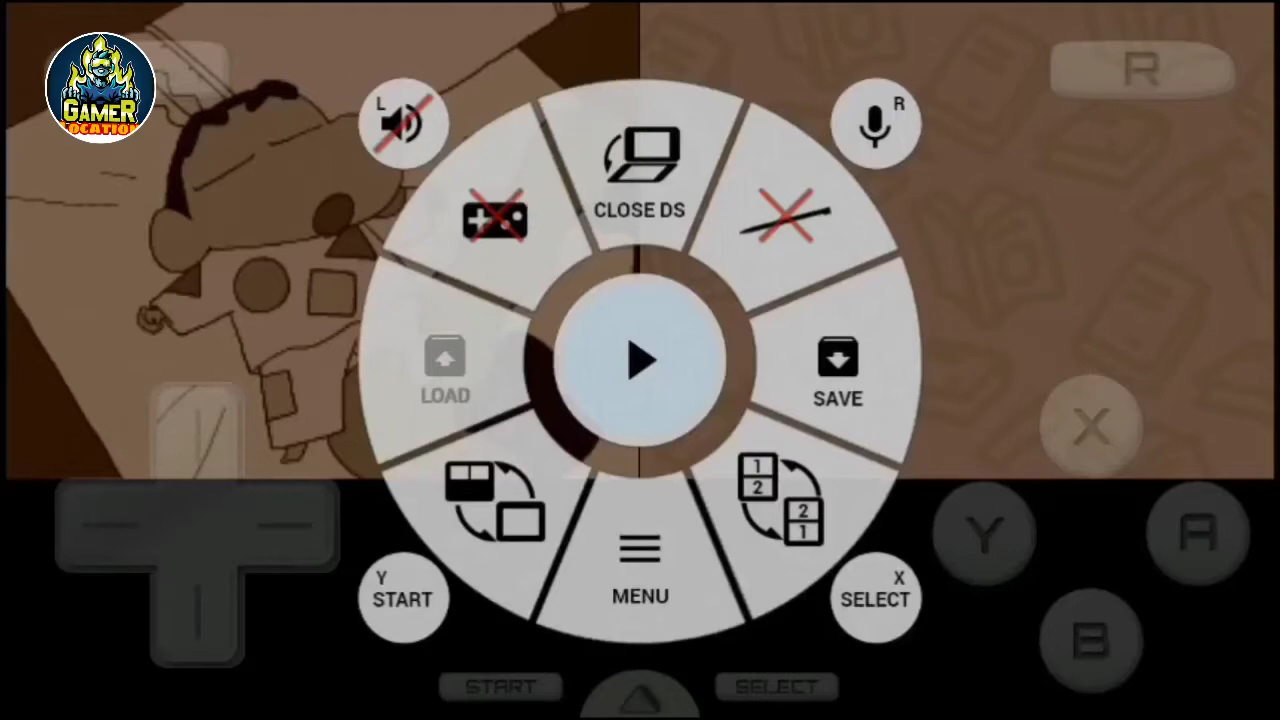 GAMER
LOCATION
R
L
R
CLOSE DS
LOAD
SAVE
X
1
2
2
1
Y
A
MENU
Y
START
X
SELECT
B
START
SELECT